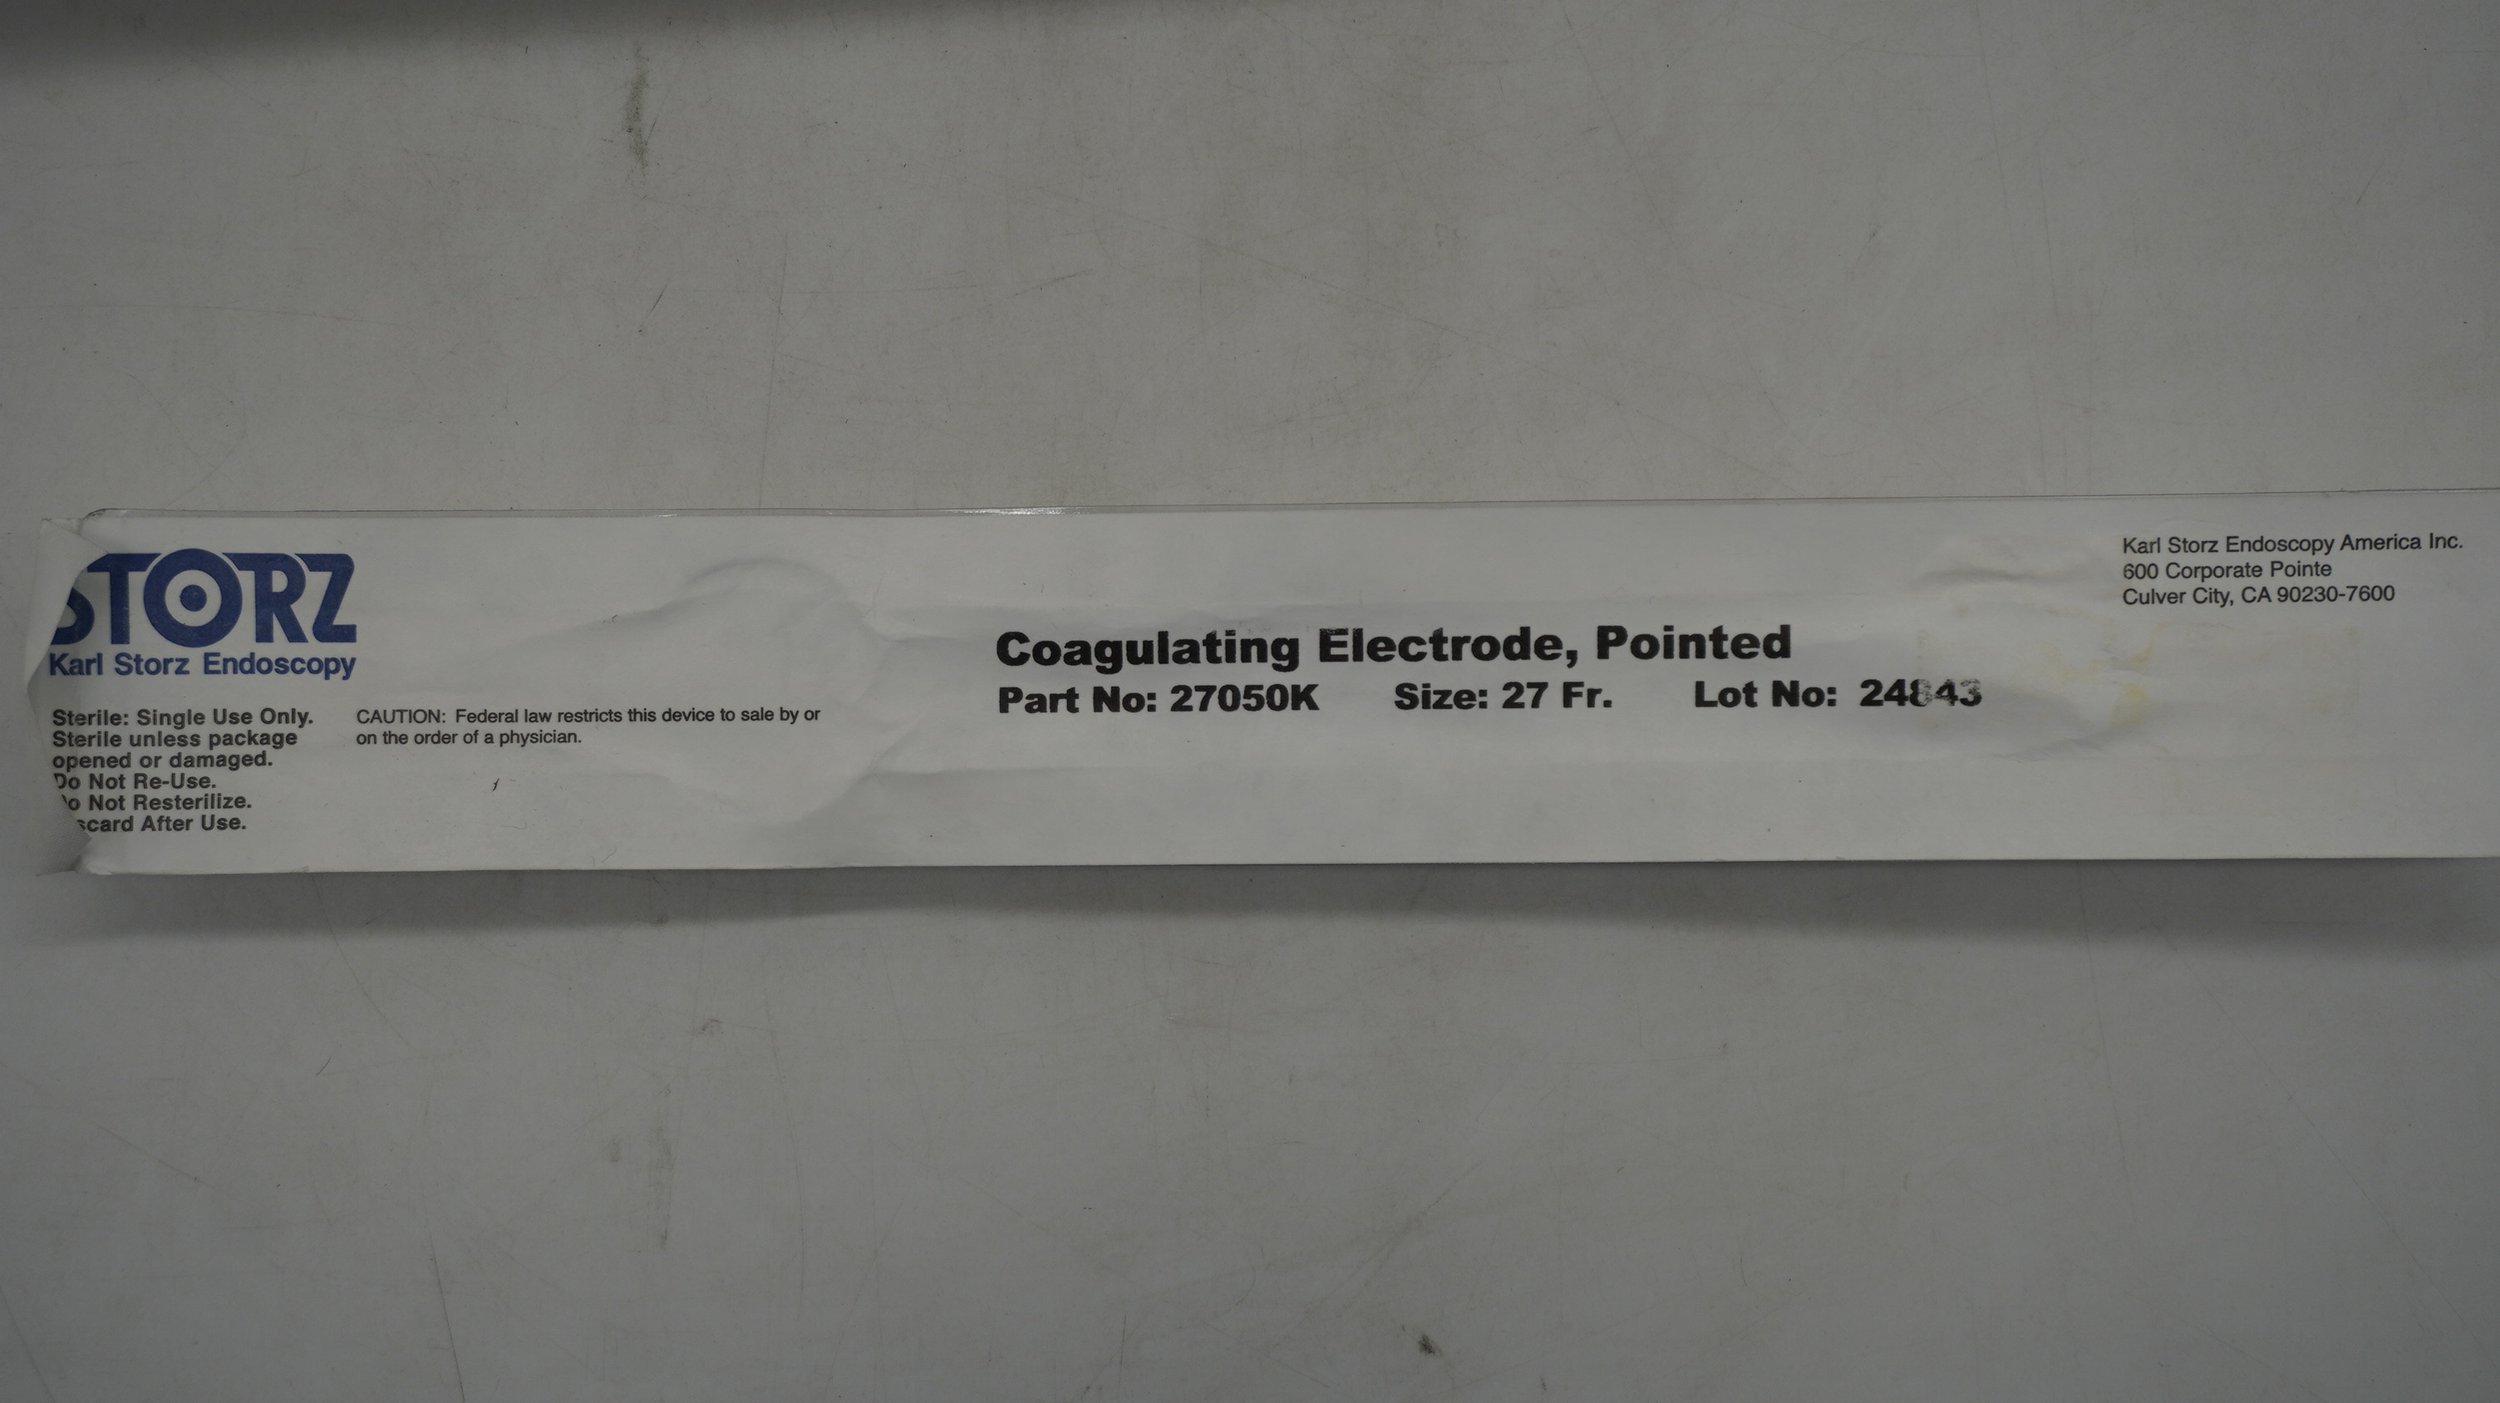 STORZ
Karl Storz Endoscopy
Sterile: Single Use Only.
Sterile unless package
opened or damaged.
Do Not Re-Use.
Not Resterilize.
After Use.
CAUTION: Federal law restricts this device to sale by or
on the order of a physician.
Coagulating Electrode, Pointed
Part No: 27050K Size: 27 Fr. Lot No:
Karl Storz Endoscopy America Inc.
600 Corporate Pointe
Culver City, CA 90230-7600